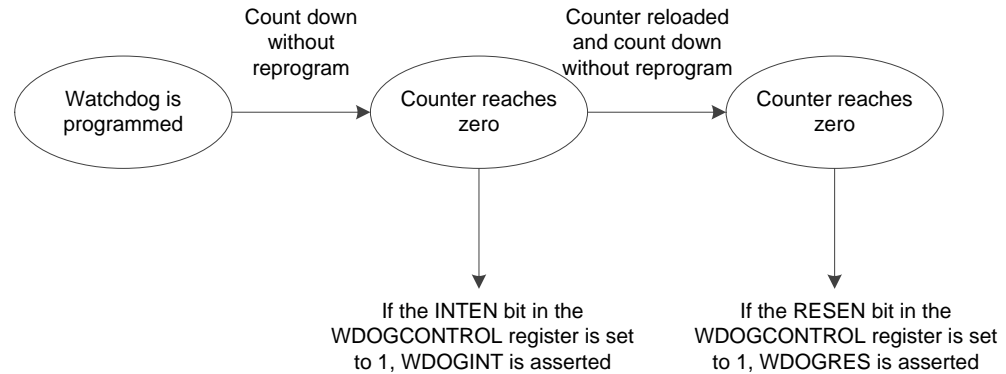 Count down
without
reprogram
Counter reloaded
and count down
without reprogram
Watchdog is
programmed
Counter reaches
zero
Counter reaches
zero
If the INTEN bit in the
WDOGCONTROL register is set
to 1, WDOGINT is asserted
If the RESEN bit in the
WDOGCONTROL register is set
to 1, WDOGRES is asserted